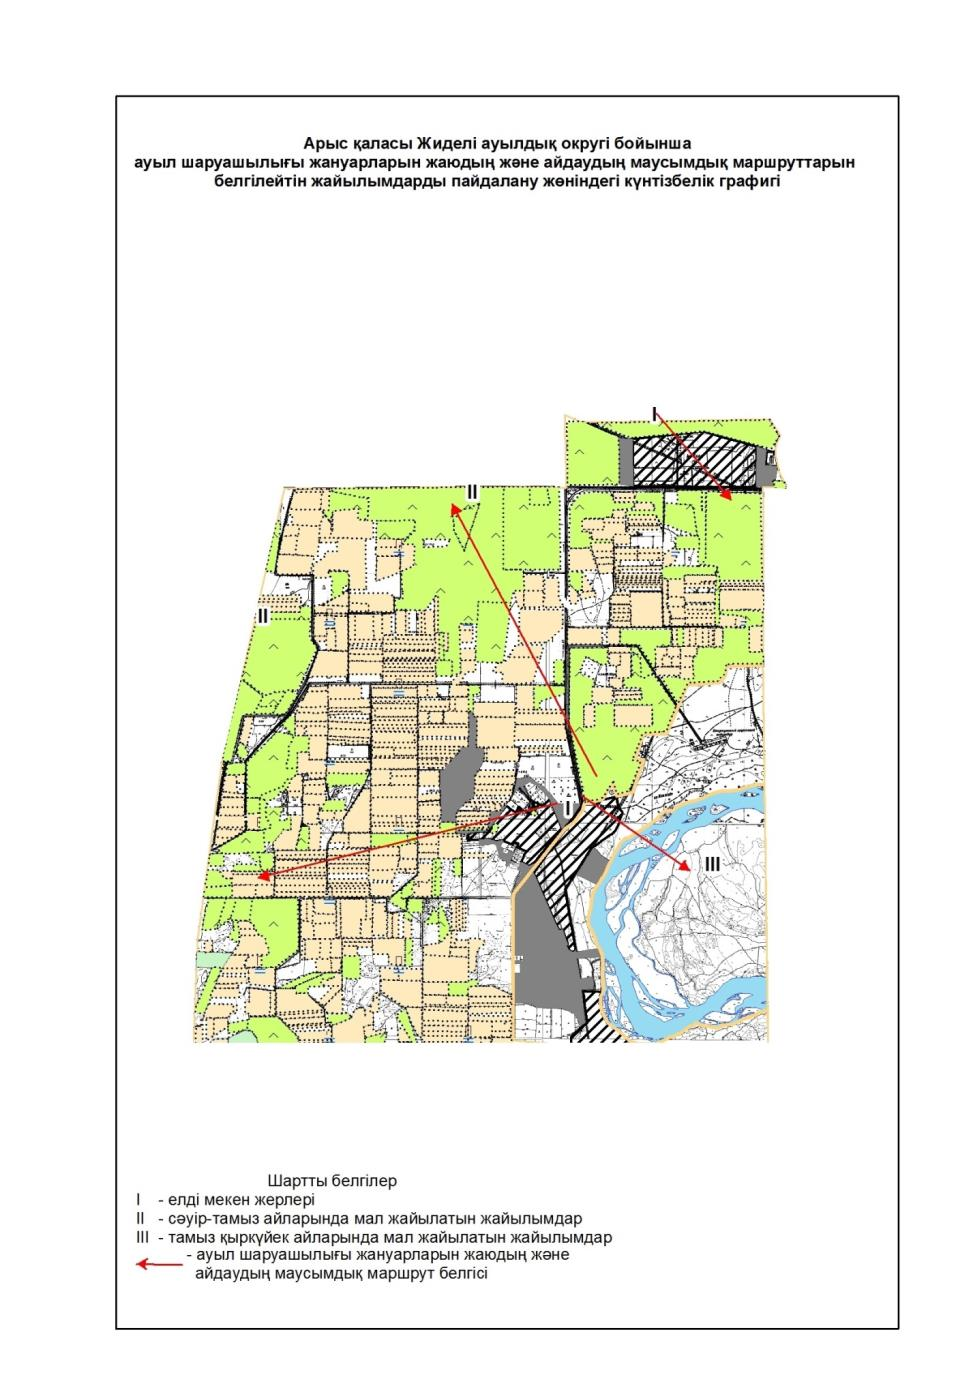 Арыс қаласы Жиделі ауылдық округі бойынша
ауыл шаруашылығы жануарларын жаюдың және айдаудың маусымдық маршруттарын
белгілейтін жайылымдарды пайдалану жөніндегі күнтізбелік графигі
I
II
II
I
III
Шартты белгілер
I - елді мекен жерлері
II - сәуір-тамыз айларында мал жайылатын жайылымдар
III - тамыз қыркүйек айларында мал жайылатын жайылымдар
- ауыл шаруашылығы жануарларын жаюдың және
айдаудың маусымдық маршрут белгісі